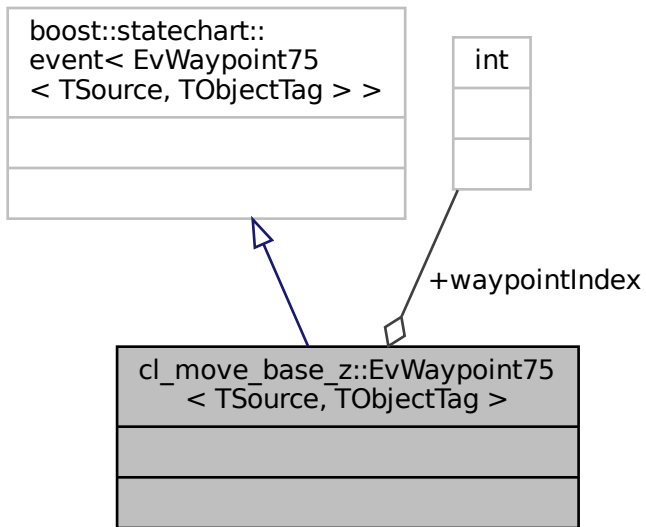 boost::statechart::
event< EvWaypoint75
< TSource, TObjectTag > >
int
+waypointIndex
cl_move_base_z::EvWaypoint75
< TSource, TObjectTag >